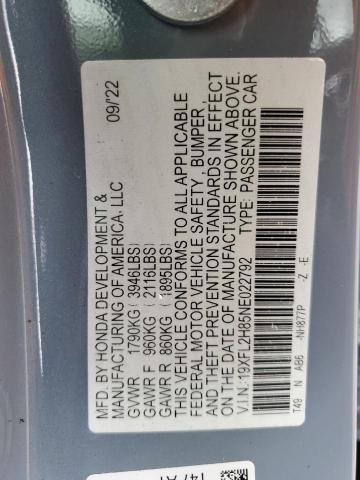 MFD. BY HONDA DEVELOPMENT & 09/22
MANUFACTURING OF AMERICA, LLC
GVWR 1790KG (3946LBS)
GAWR F 960KG (2116LBS)
GAWR R 860KG (1895LBS)
THIS VEHICLE CONFORMS TO ALL APPLICABLE
FEDERAL MOTOR VEHICLE SAFETY, BUMPER,
AND THEFT PREVENTION STANDARDS IN EFFECT
ON THE DATE OF MANUFACTURE SHOWN ABOVE.
V.I.N.: 19XFL2H85NE022792 TYPE: PASSENGER CAR
T49 N AB6 -NH877P -Z -E